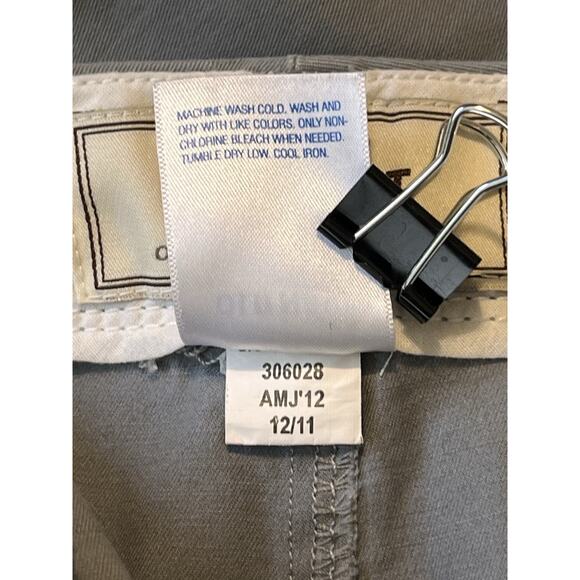 MACHINE WASH COLD. WASH AND
DRY WITH LIKE COLORS. ONLY NON-
CHLORINE BLEACH WHEN NEEDED.
TUMBLE DRY LOW. COOL IRON.
306028
AMJ'12
12/11